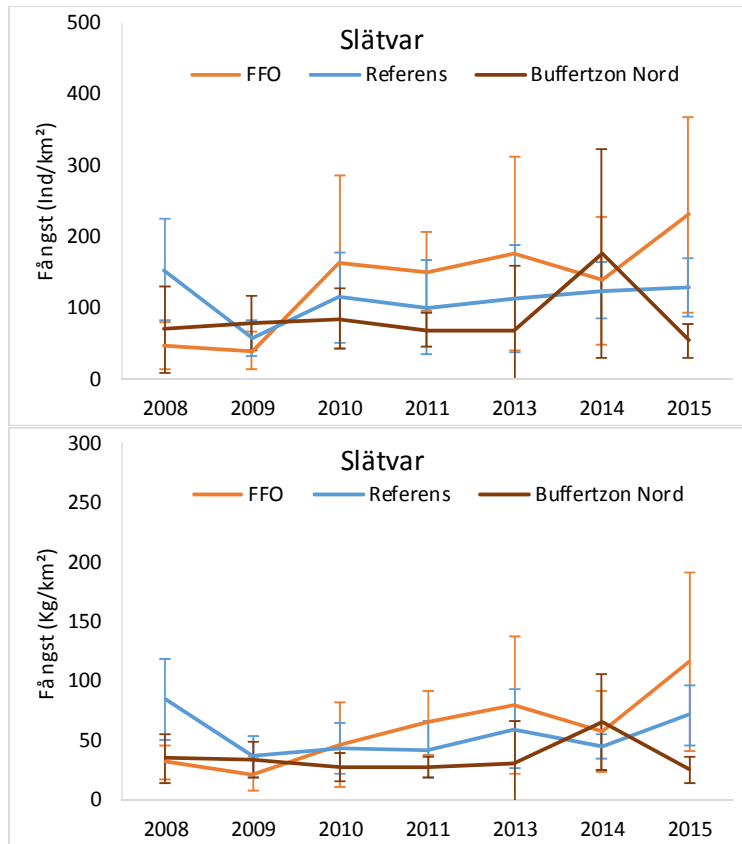 Slätvar
FFO Referens Buffertzon Nord
Fångst (Ind/km²)
500
400
300
200
100
0
2008 2009 2010 2011 2013 2014 2015
Slätvar
FFO Referens Buffertzon Nord
Fångst (Kg/km²)
300
250
200
150
100
50
0
2008 2009 2010 2011 2013 2014 2015